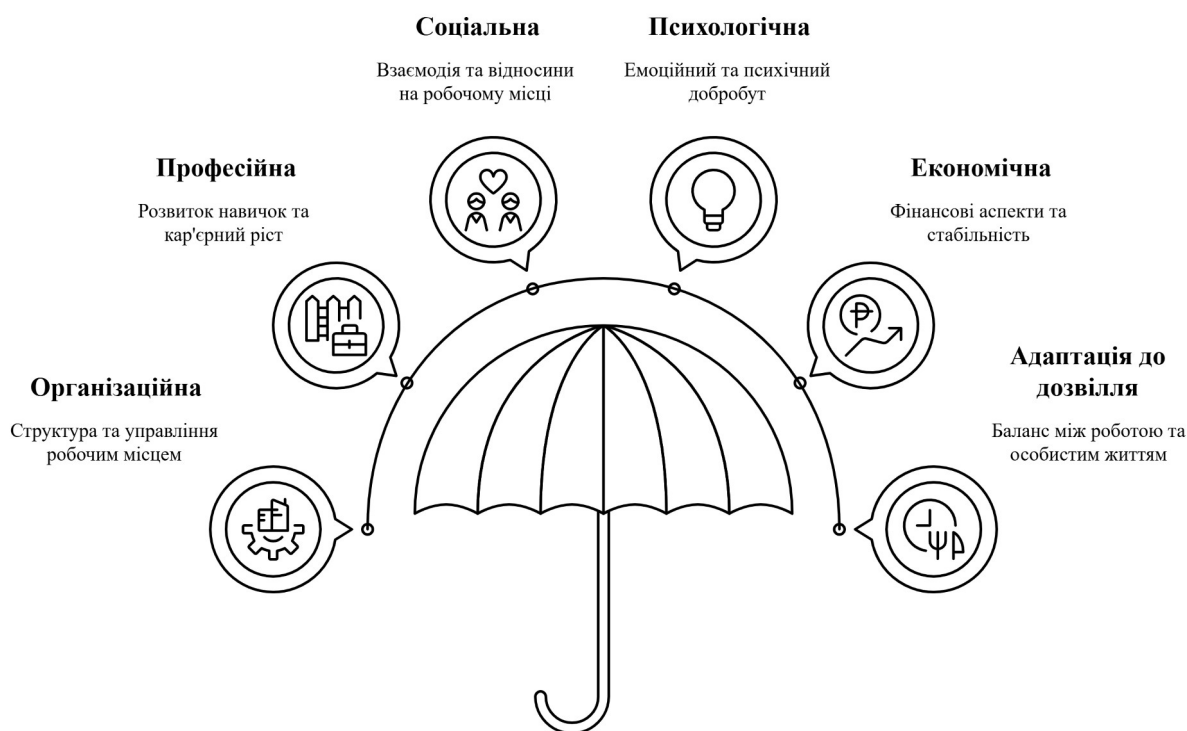 Соціальна
Взаємодія та відносини
на робочому місці
Психологічна
Емоційний та психічний
добробут
Професійна
Розвиток навичок та
кар'єрний ріст
Економічна
Фінансові аспекти та
стабільність
Організаційна
Структура та управління
робочим місцем
Адаптація до
дозвілля
Баланс між роботою та
особистим життям